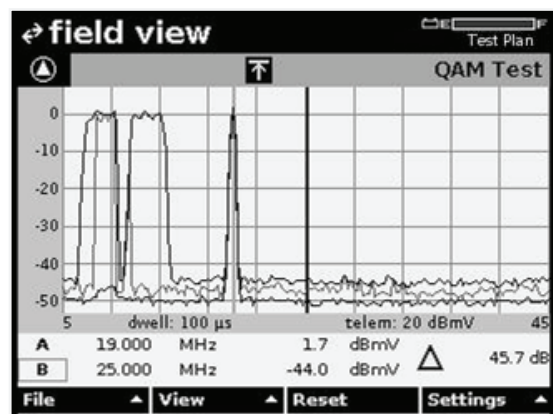 field view
E F
Test Plan
QAM Test
0
-10
-20
-30
-40
-50
5 dwell: 100 µs telem: 20 dBmV 45
A 19.000 MHz 1.7 dBmV
B 25.000 MHz -44.0 dBmV Δ 45.7 dB
File View Reset Settings